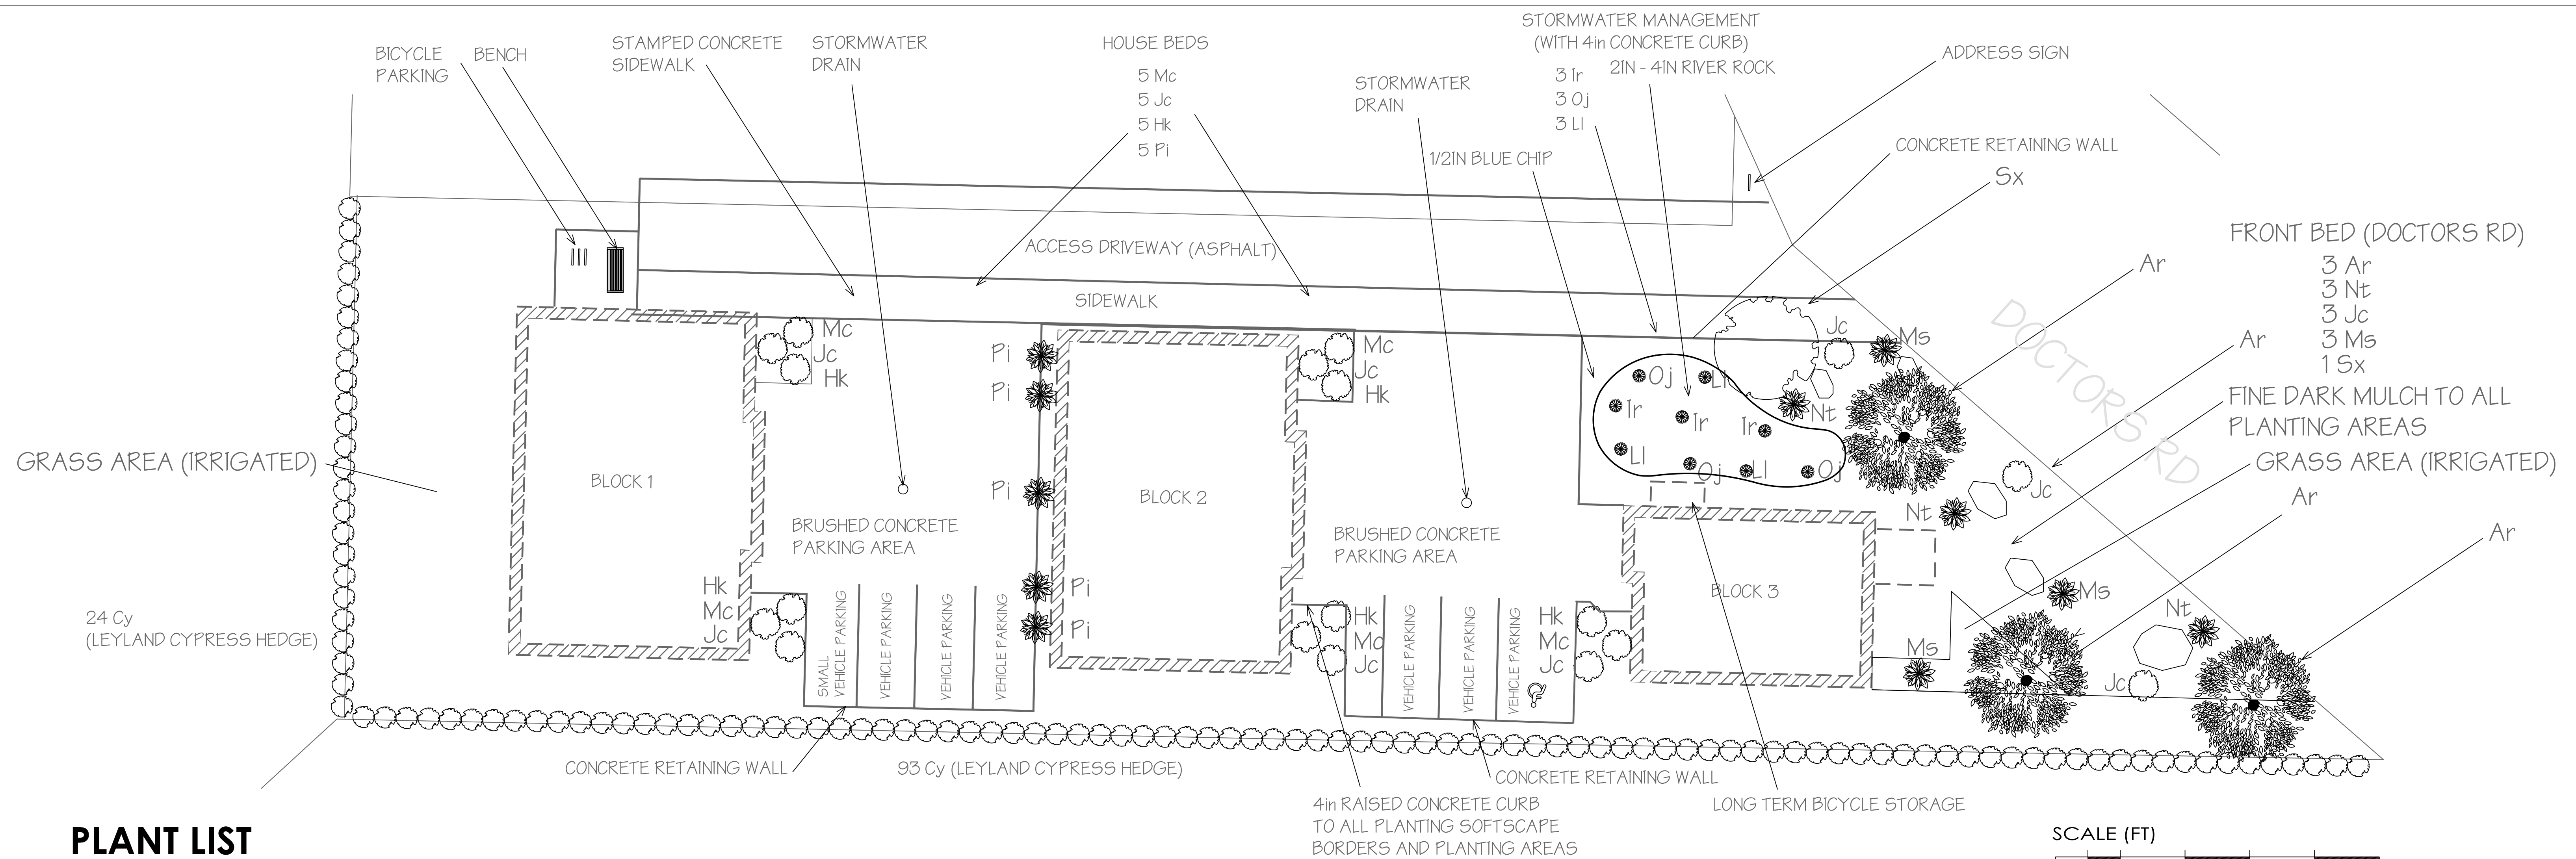 BICYCLE
PARKING
BENCH
STAMPED CONCRETE
SIDEWALK
STORMWATER
DRAIN
HOUSE BEDS
5 Mc
5 Jc
5 Hk
5 Pi
STORMWATER
DRAIN
STORMWATER MANAGEMENT
(WITH 4in CONCRETE CURB)
3 Ir
3 Oj
3 Ll
2IN - 4IN RIVER ROCK
1/2IN BLUE CHIP
ADDRESS SIGN
CONCRETE RETAINING WALL
Sx
FRONT BED (DOCTORS RD)
3 Ar
3 Nt
3 Jc
3 Ms
1 Sx
FINE DARK MULCH TO ALL
PLANTING AREAS
GRASS AREA (IRRIGATED)
Ar
Ar
Ar
Ar
DOCTORS RD
ACCESS DRIVEWAY (ASPHALT)
SIDEWALK
Mc
Jc
Hk
Pi
Pi
Pi
Pi
Pi
Mc
Jc
Hk
Oj
Ll
Ir
Ir
Ir
Ll
Oj
Ll
Oj
Jc
Ms
Nt
Jc
Nt
Ms
Nt
Ms
Jc
GRASS AREA (IRRIGATED)
BLOCK 1
BLOCK 2
BLOCK 3
BRUSHED CONCRETE
PARKING AREA
BRUSHED CONCRETE
PARKING AREA
Hk
Mc
Jc
Hk
Mc
Jc
Hk
Mc
Jc
SMALL
VEHICLE PARKING
VEHICLE PARKING
VEHICLE PARKING
VEHICLE PARKING
VEHICLE PARKING
VEHICLE PARKING
VEHICLE PARKING
24 Cy
(LEYLAND CYPRESS HEDGE)
CONCRETE RETAINING WALL
93 Cy (LEYLAND CYPRESS HEDGE)
CONCRETE RETAINING WALL
4in RAISED CONCRETE CURB
TO ALL PLANTING SOFTSCAPE
BORDERS AND PLANTING AREAS
LONG TERM BICYCLE STORAGE
PLANT LIST
SCALE (FT)